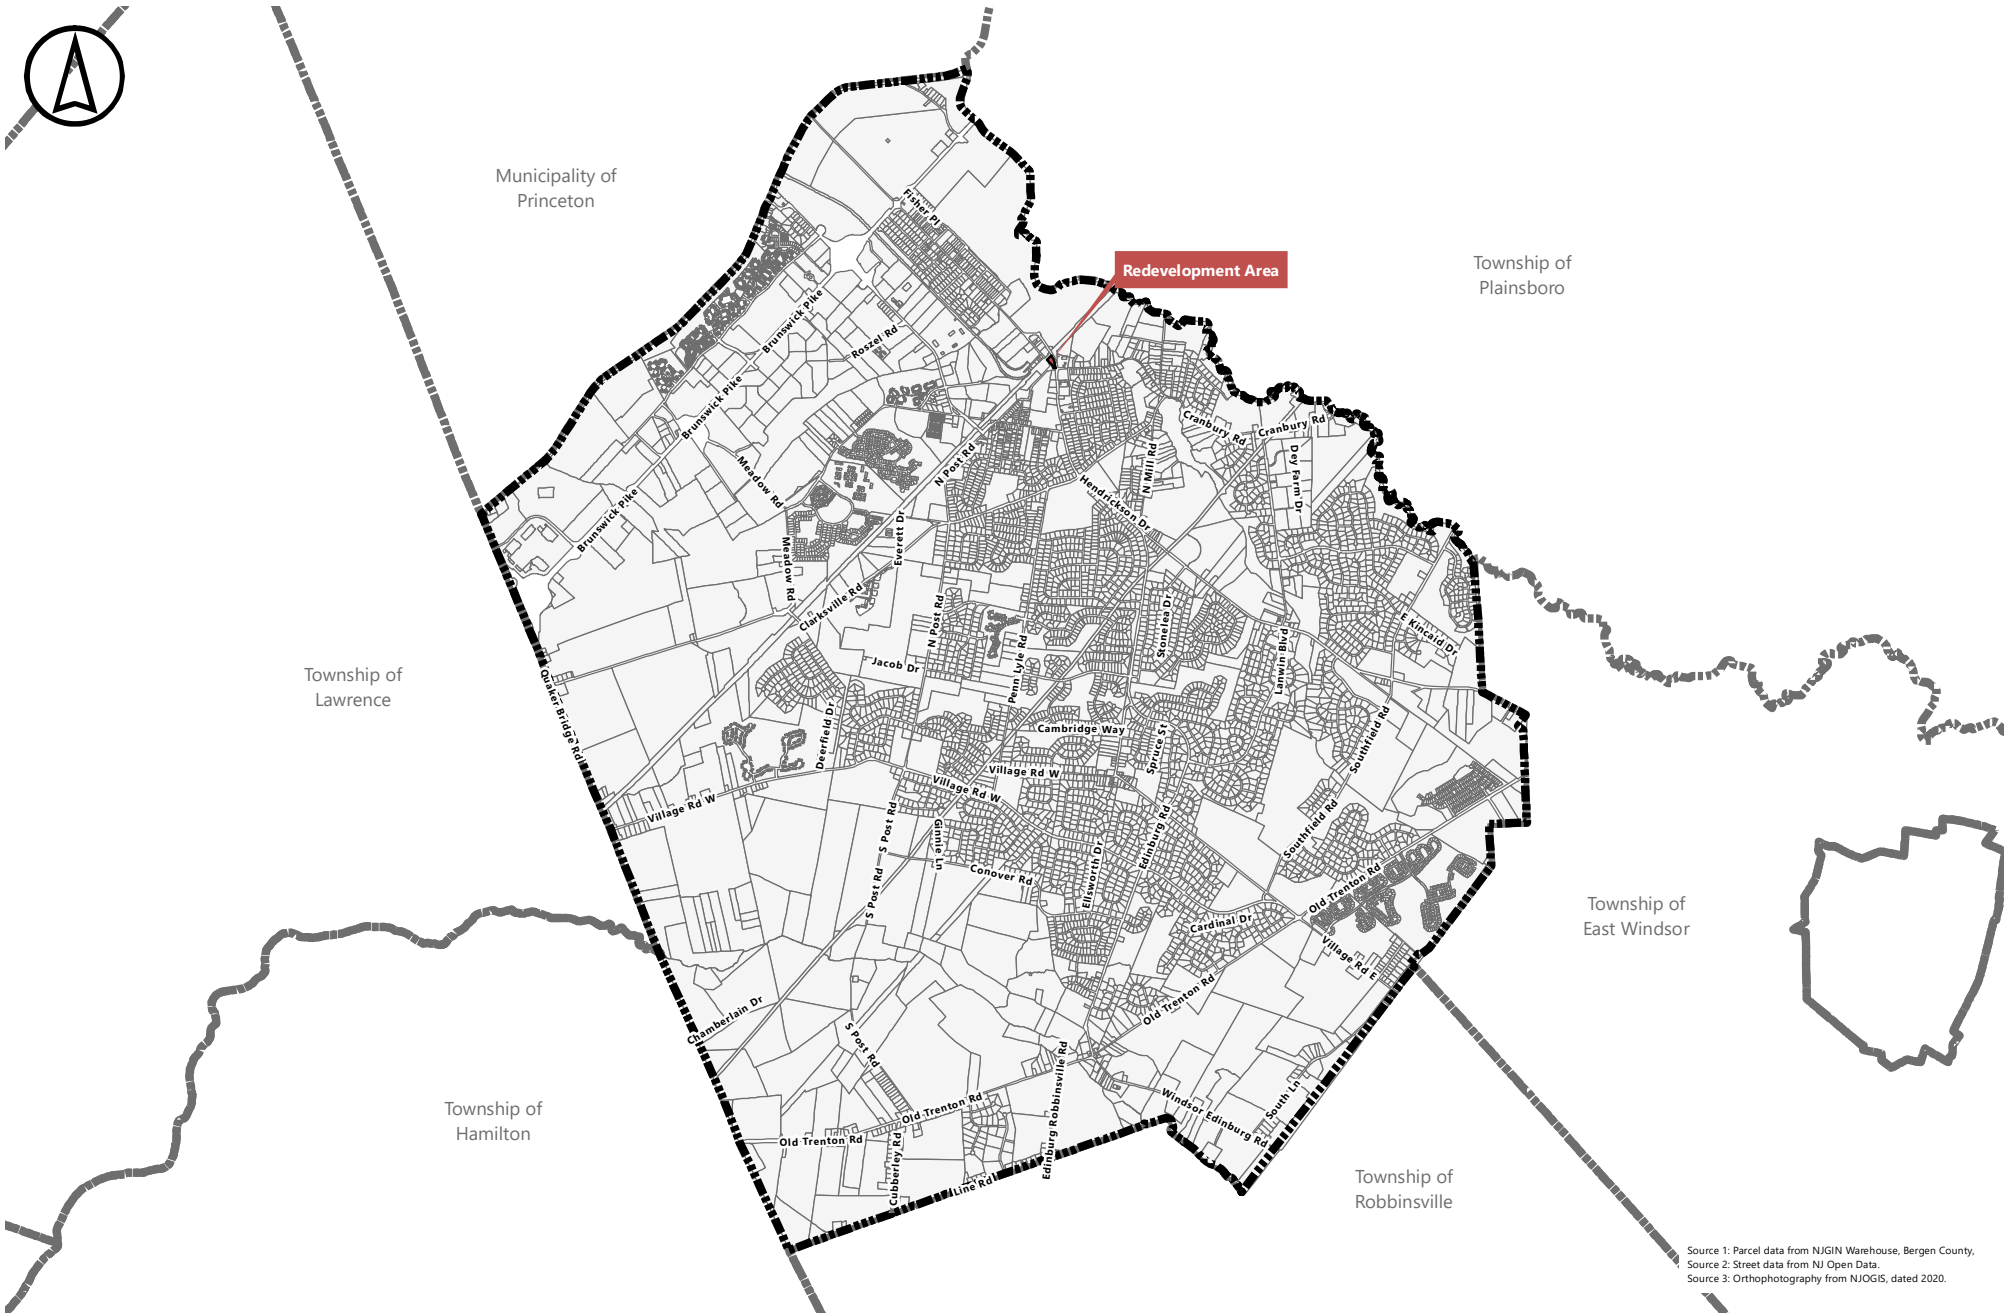 Municipality of
Princeton
Fisher Pl
Redevelopment Area
Township of
Plainsboro
Brunswick Pike
Roszel Rd
Brunswick Pike
Cranbury Rd
Cranbury Rd
N Post Rd
N Mill Rd
Dey Farm Dr
Meadow Rd
Hendrickson Dr
Brunswick Pike
Everett Dr
Meadow Rd
Clarksville Rd
N Post Rd
Stonelea Dr
E Kincaid Dr
Township of
Lawrence
Quaker Bridge Rd
Jacob Dr
Penn Lyle Rd
Lanwin Blvd
Deerfield Dr
Cambridge Way
Spruce St
Southfield Rd
Village Rd W
Village Rd W
Village Rd W
S Post Rd
Ginnie Ln
Edinburg Rd
Southfield Rd
Conover Rd
Ellsworth Dr
S Post Rd
Old Trenton Rd
Cardinal Dr
Township of
East Windsor
Village Rd E
Old Trenton Rd
Chamberlain Dr
S Post Rd
Edinburg Robbinsville Rd
South Ln
Windsor Edinburg Rd
Old Trenton Rd
Old Trenton Rd
Cubberley Rd
Line Rd
Township of
Hamilton
Township of
Robbinsville
Source 1: Parcel data from NJGIN Warehouse, Bergen County,
Source 2: Street data from NJ Open Data.
Source 3: Orthophotography from NJOGIS, dated 2020.